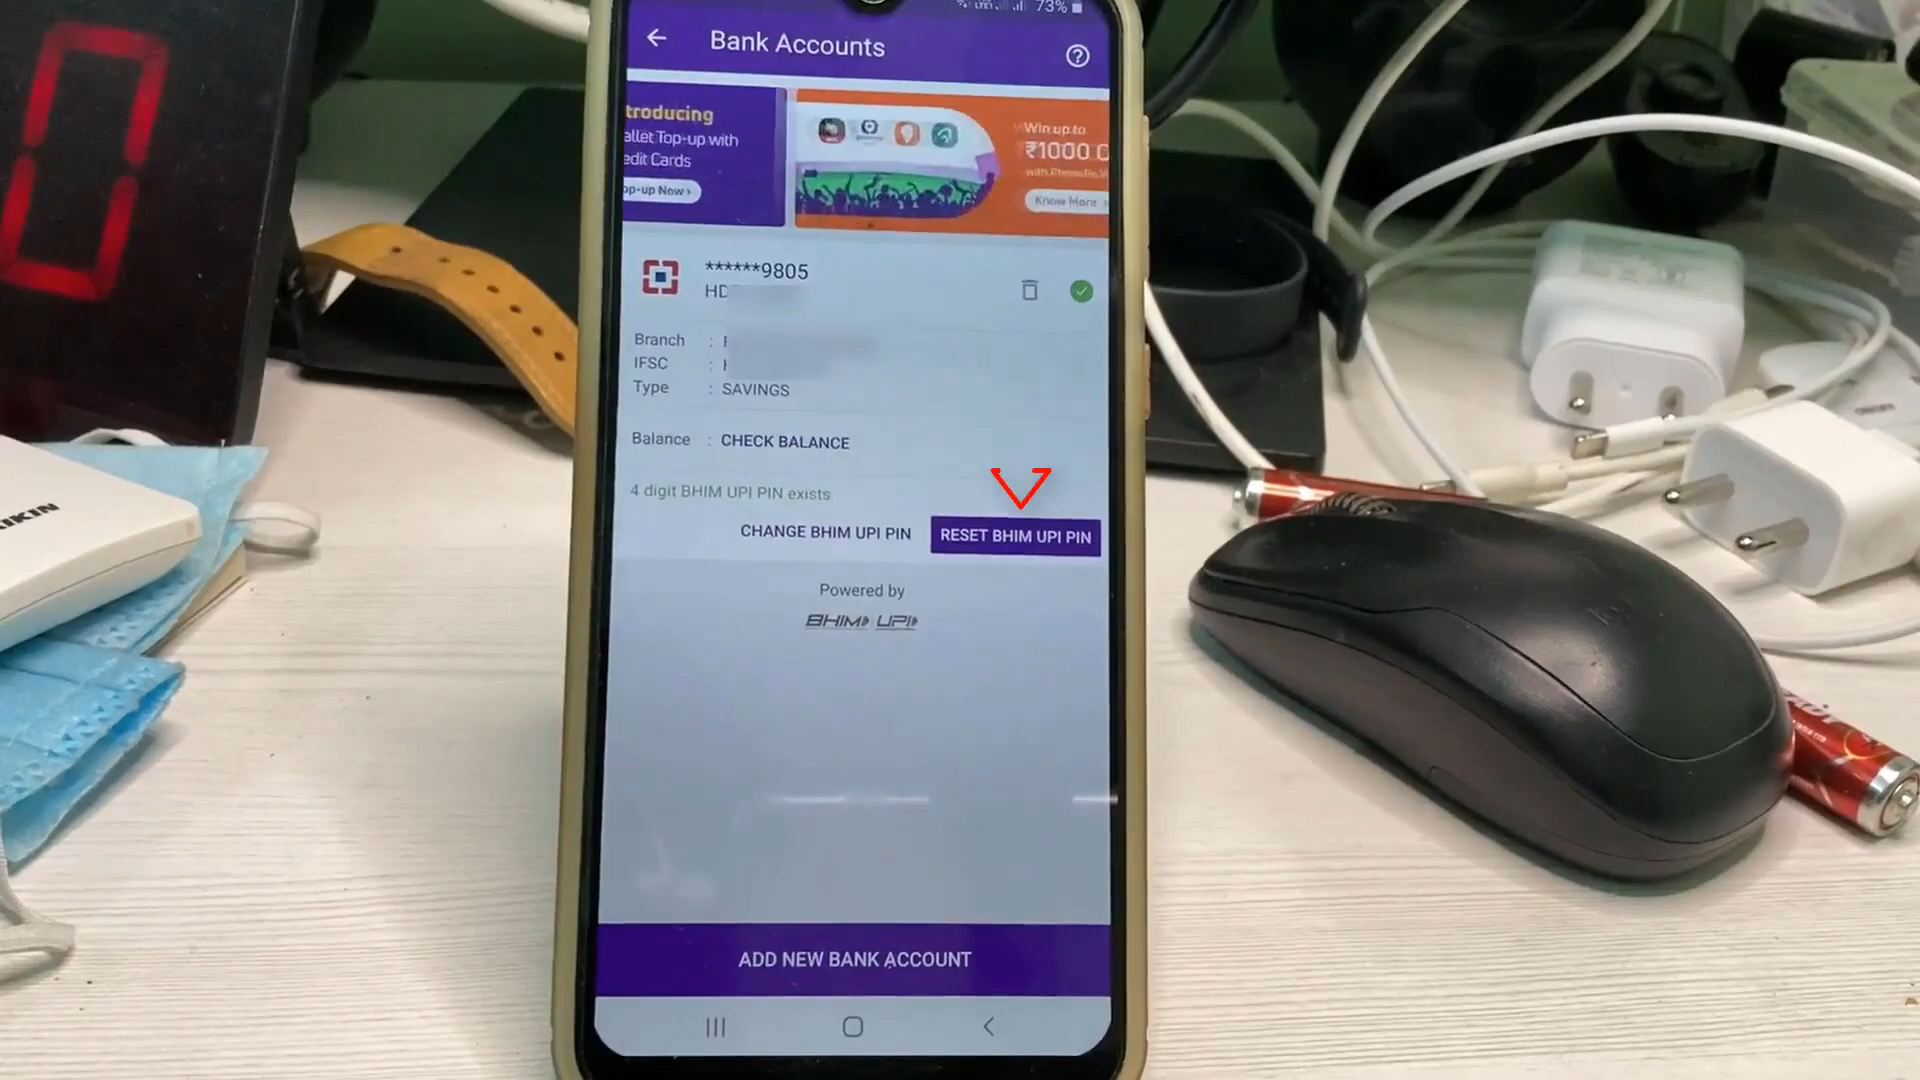 73%
Bank Accounts
troducing
allet Top-up with
edit Cards
op-up Now ›
Win up to
₹1000
Know More
******9805
HD
Branch :
IFSC :
Type : SAVINGS
Balance : CHECK BALANCE
4 digit BHIM UPI PIN exists
CHANGE BHIM UPI PIN
RESET BHIM UPI PIN
Powered by
BHIM UPI
ADD NEW BANK ACCOUNT
IKIN